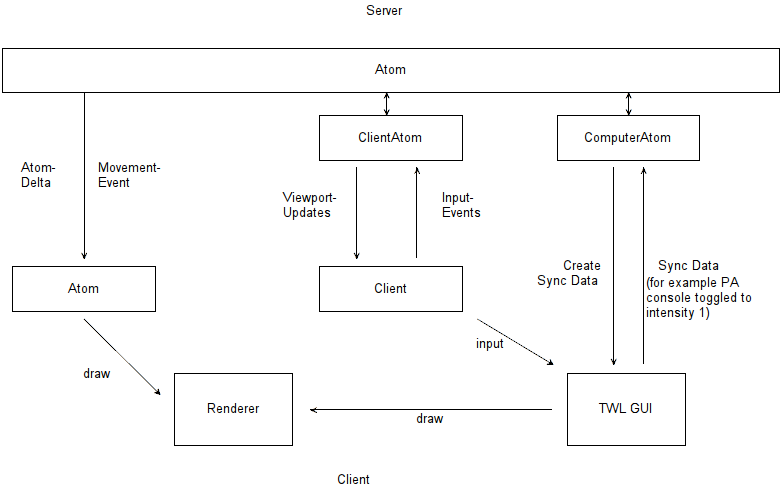 Server
Atom
ClientAtom
ComputerAtom
Atom-
Delta
Movement-
Event
Viewport-
Updates
Input-
Events
Create
Sync Data
Sync Data
(for example PA
console toggled to
intensity 1)
Atom
Client
input
draw
Renderer
TWL GUI
draw
Client